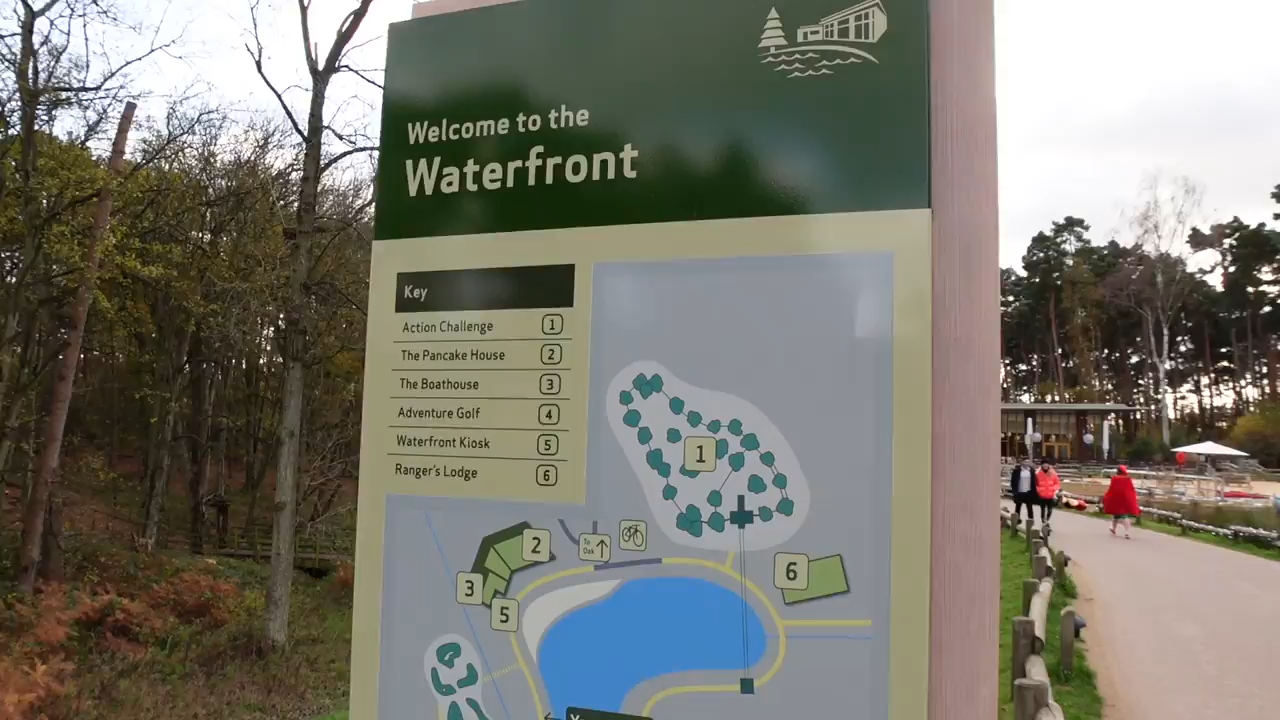 Welcome to the
Waterfront
Key
Action Challenge 1
The Pancake House 2
The Boathouse 3
Adventure Golf 4
Waterfront Kiosk 5
Ranger's Lodge 6
1
2
To
Oak
3
5
6